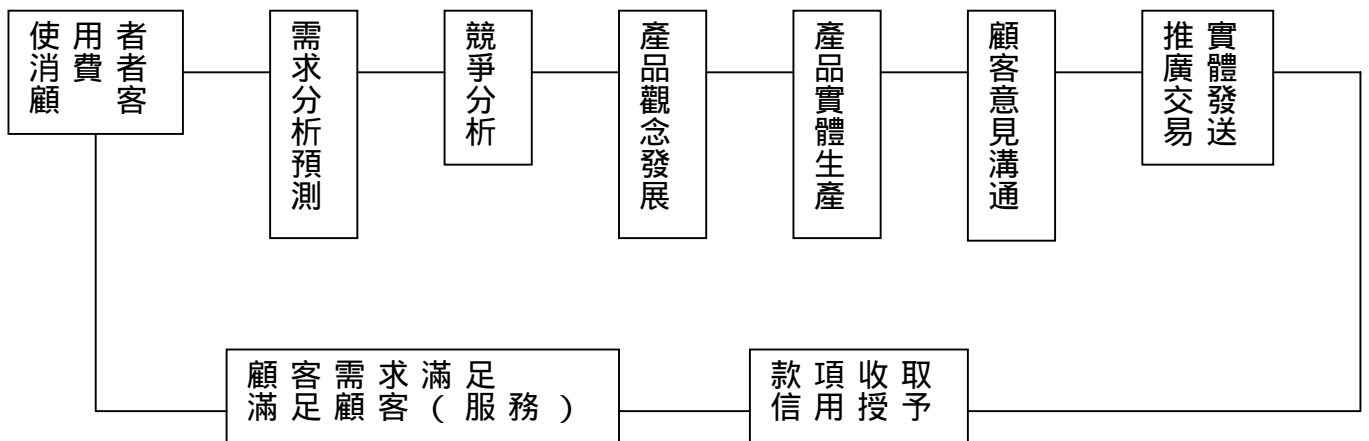 使用者
消費者
顧客
需求分析預測
競爭分析
產品觀念發展
產品實體生產
顧客意見溝通
推廣交易
實體發送
顧客需求滿足
滿足顧客(服務)
款項收取
信用授予